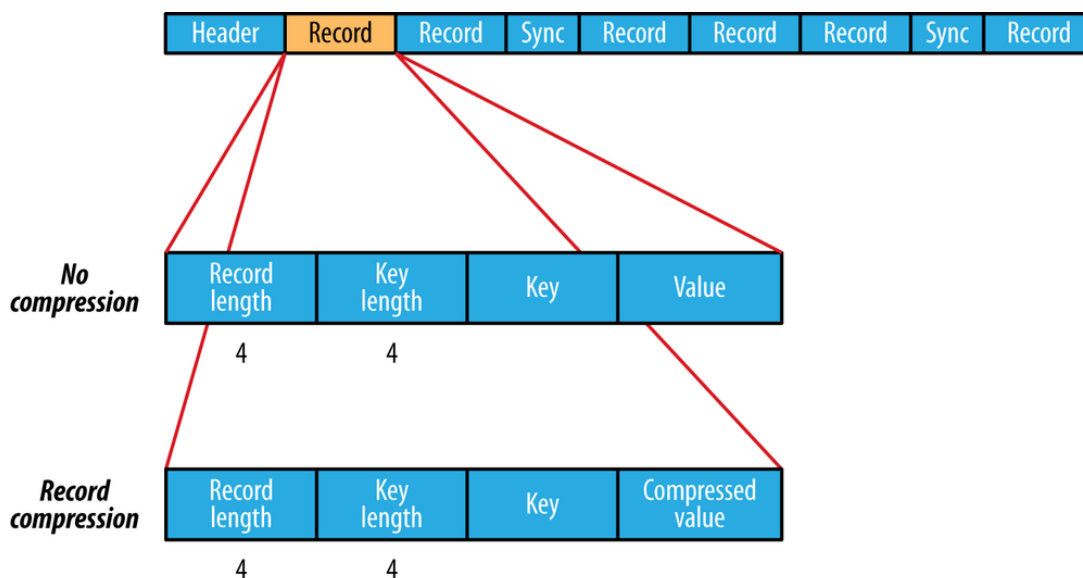 Header Record Record Sync Record Record Record Sync Record
No
compression
Record
length
Key
length
Key
Value
4 4
Record
compression
Record
length
Key
length
Key
Compressed
value
4 4